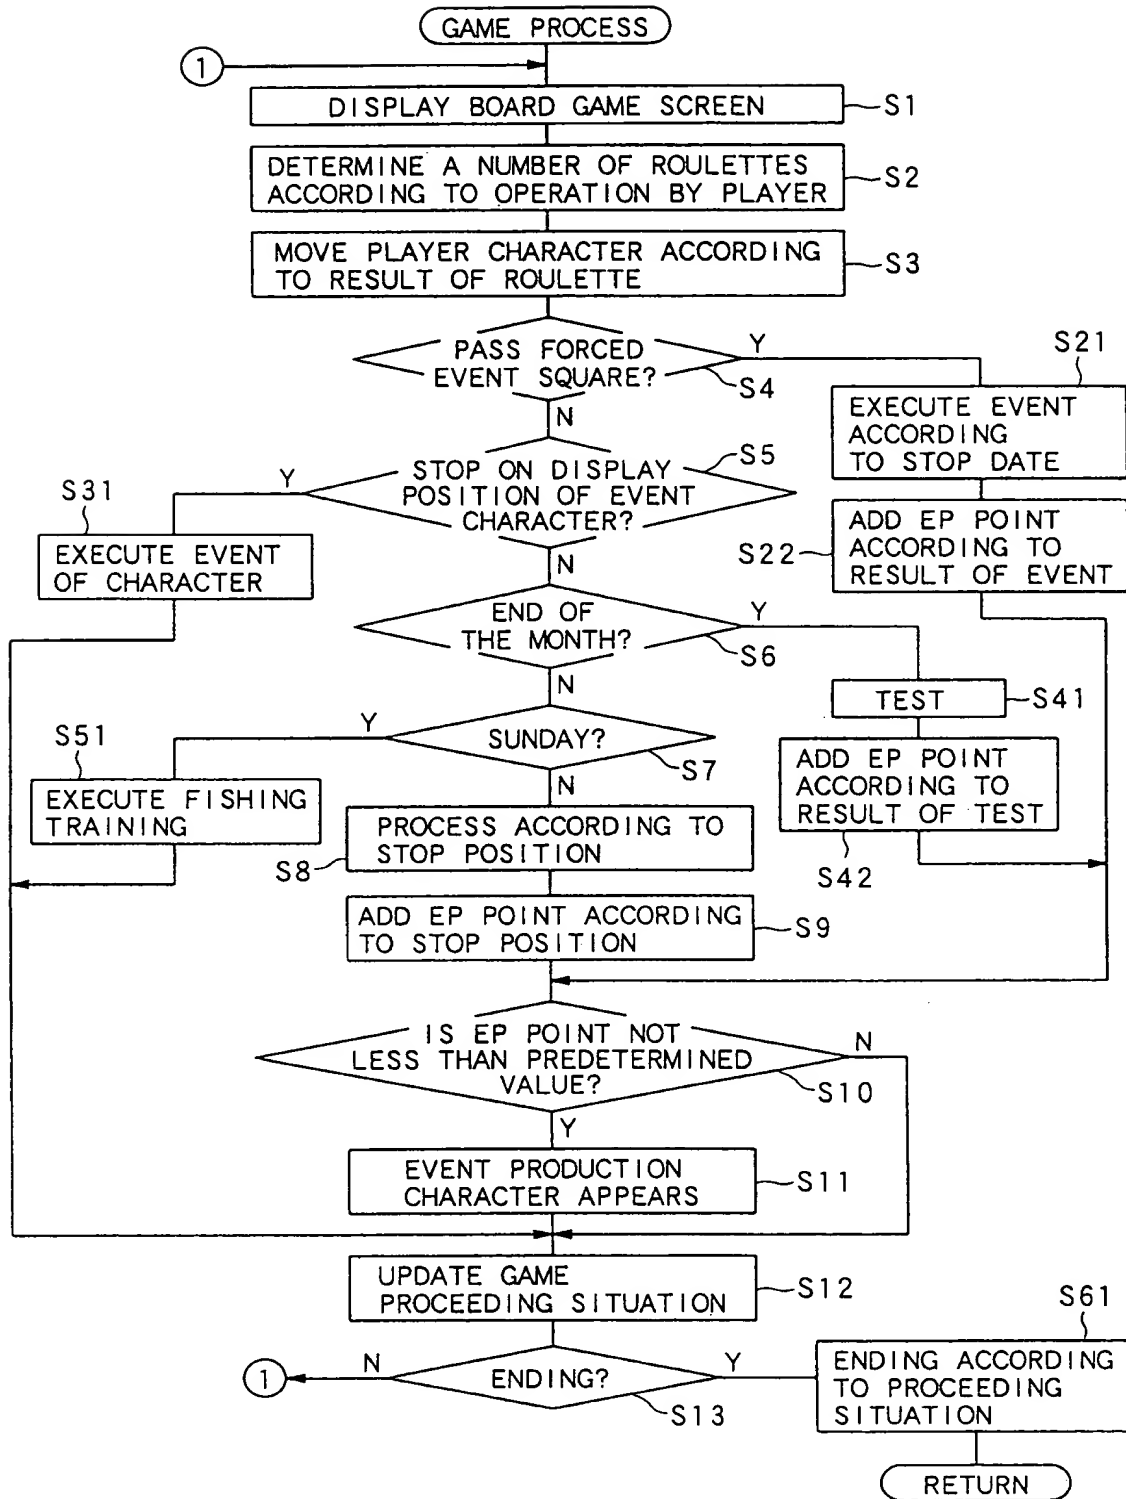 GAME PROCESS
1
DISPLAY BOARD GAME SCREEN
S1
DETERMINE A NUMBER OF ROULETTES
ACCORDING TO OPERATION BY PLAYER
S2
MOVE PLAYER CHARACTER ACCORDING
TO RESULT OF ROULETTE
S3
PASS FORCED
EVENT SQUARE?
Y
S4
N
S21
EXECUTE EVENT
ACCORDING
TO STOP DATE
STOP ON DISPLAY
POSITION OF EVENT
CHARACTER?
S5
Y
N
S31
EXECUTE EVENT
OF CHARACTER
S22
ADD EP POINT
ACCORDING TO
RESULT OF EVENT
END OF
THE MONTH?
Y
S6
N
TEST
S41
SUNDAY?
Y
S7
N
S51
EXECUTE FISHING
TRAINING
ADD EP POINT
ACCORDING TO
RESULT OF TEST
S42
PROCESS ACCORDING TO
STOP POSITION
S8
ADD EP POINT ACCORDING
TO STOP POSITION
S9
IS EP POINT NOT
LESS THAN PREDETERMINED
VALUE?
N
S10
Y
EVENT PRODUCTION
CHARACTER APPEARS
S11
UPDATE GAME
PROCEEDING SITUATION
S12
S61
1
N
ENDING?
Y
S13
ENDING ACCORDING
TO PROCEEDING
SITUATION
RETURN